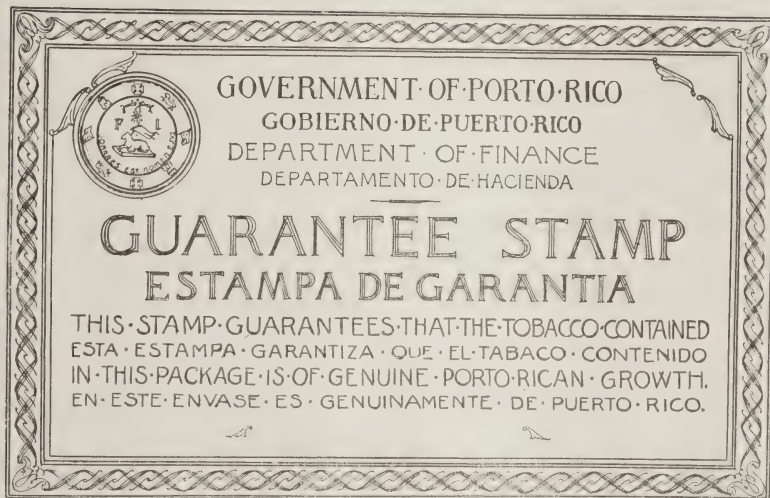 GOVERNMENT·OF·PORTO·RICO
GOBIERNO·DE·PUERTO·RICO
DEPARTMENT·OF·FINANCE
DEPARTAMENTO·DE·HACIENDA
GUARANTEE STAMP
ESTAMPA DE GARANTIA
THIS·STAMP·GUARANTEES·THAT·THE·TOBACCO·CONTAINED
ESTA·ESTAMPA·GARANTIZA·QUE·EL·TABACO·CONTENIDO
IN·THIS·PACKAGE·IS·OF·GENUINE·PORTO·RICAN·GROWTH.
EN·ESTE·ENVASE·ES·GENUINAMENTE·DE·PUERTO·RICO.
F I